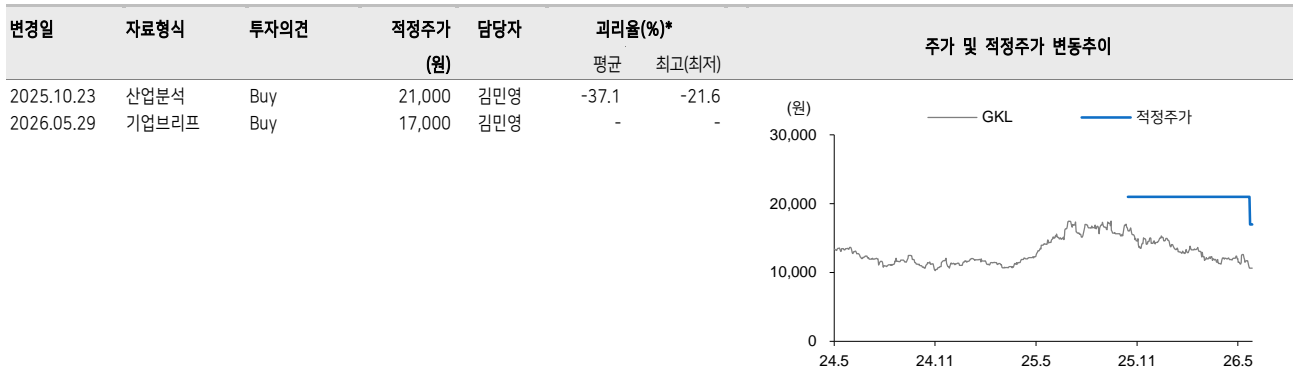 변경일 자료형식 투자의견 적정주가 담당자 괴리율(%)*
(원) 평균 최고(최저)
2025.10.23 산업분석 Buy 21,000 김민영 -37.1 -21.6
2026.05.29 기업브리프 Buy 17,000 김민영 - -
주가 및 적정주가 변동추이
(원)
GKL 적정주가
30,000
20,000
10,000
0
24.5 24.11 25.5 25.11 26.5